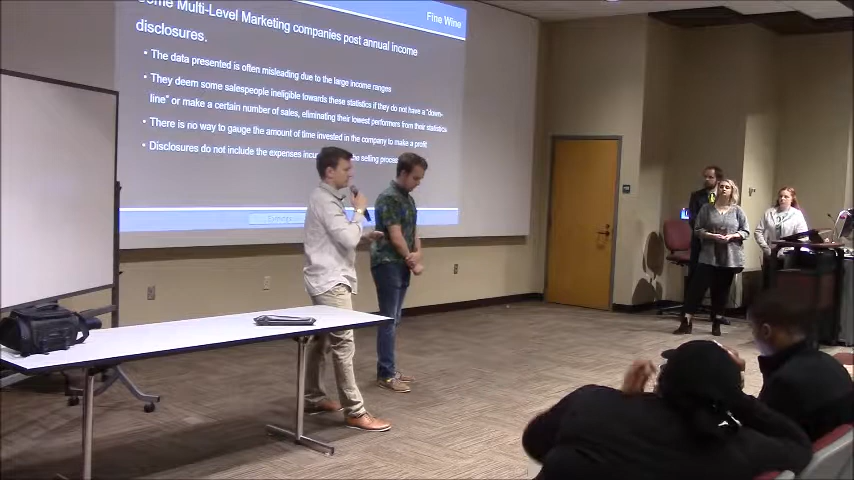 Fine Wine
Some Multi-Level Marketing companies post annual income
disclosures.
• The data presented is often misleading due to the large income ranges
• They deem some salespeople ineligible towards these statistics if they do not have a "down-
line" or make a certain number of sales, eliminating their lowest performers from their statistics
• There is no way to gauge the amount of time invested in the company to make a profit
• Disclosures do not include the expenses selling process